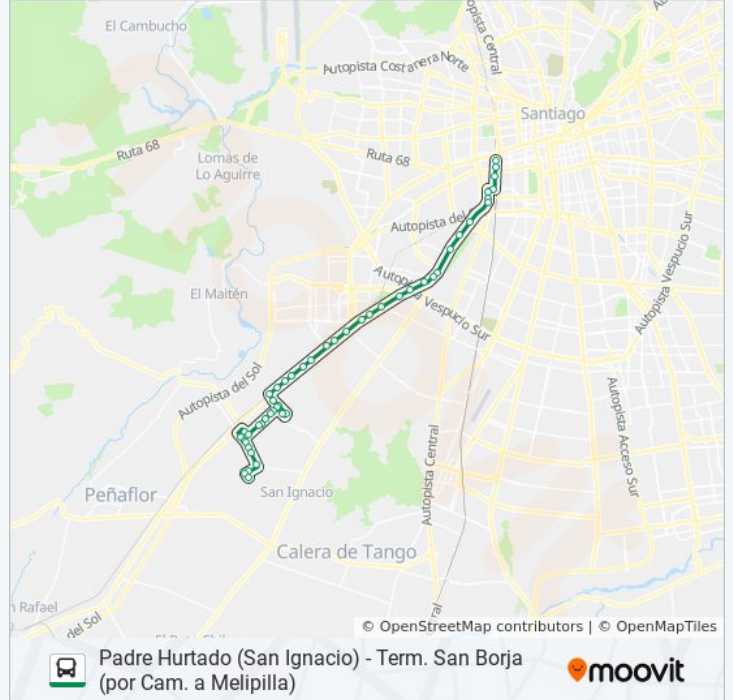 El Cambucho
Autopista Central
Autopista Costanera Norte
Santiago
Ruta 68
Lomas de
Lo Aguirre
Ruta 68
Autopista del S
Autopista Vespucio Sur
El Maitén
Autopista Vespucio Sur
Autopista del Sol
Autopista Acceso Sur
Autopista Central
Peñaflor
San Ignacio
Calera de Tango
n Rafael
del Sol
ral
© OpenStreetMap contributors | © OpenMapTiles
Padre Hurtado (San Ignacio) - Term. San Borja
(por Cam. a Melipilla)
moovit